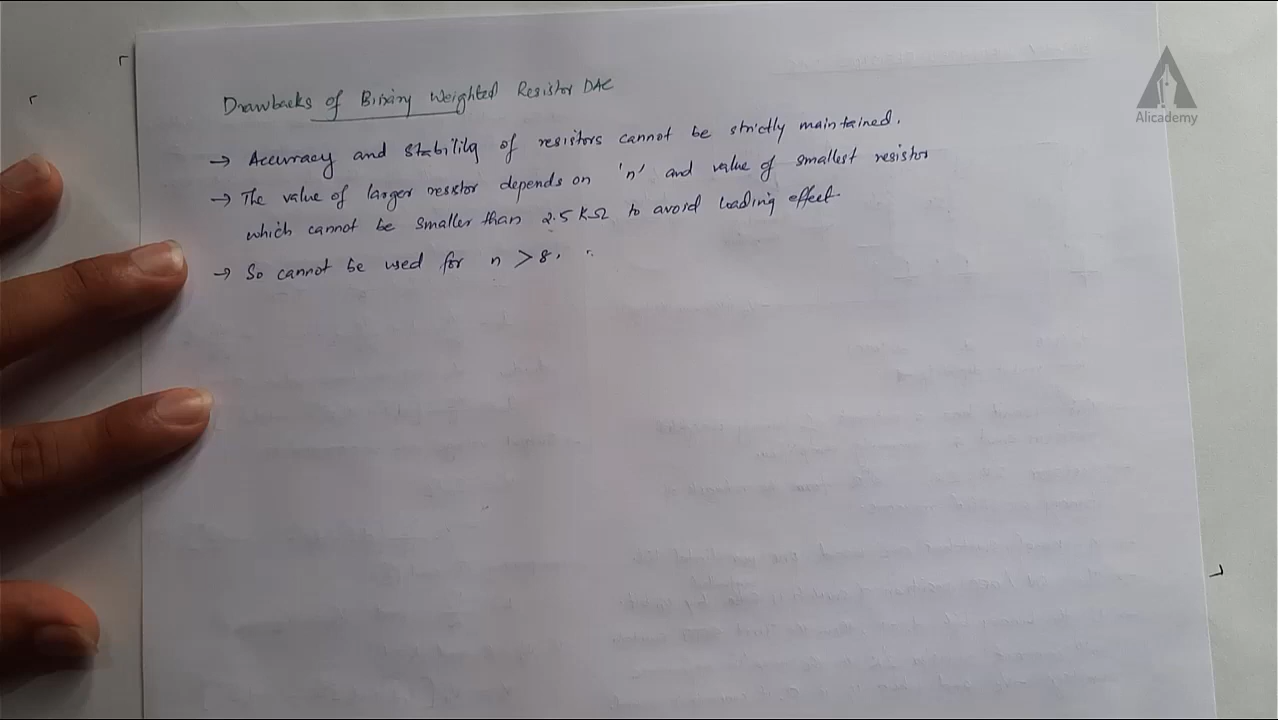 Drawbacks of Binary Weighted Resistor DAC
→ Accuracy and stability of resistors cannot be strictly maintained.
→ The value of larger resistor depends on 'n' and value of smallest resistor
which cannot be smaller than 2.5 KΩ to avoid loading effect
→ So cannot be used for n > 8.
Alicademy